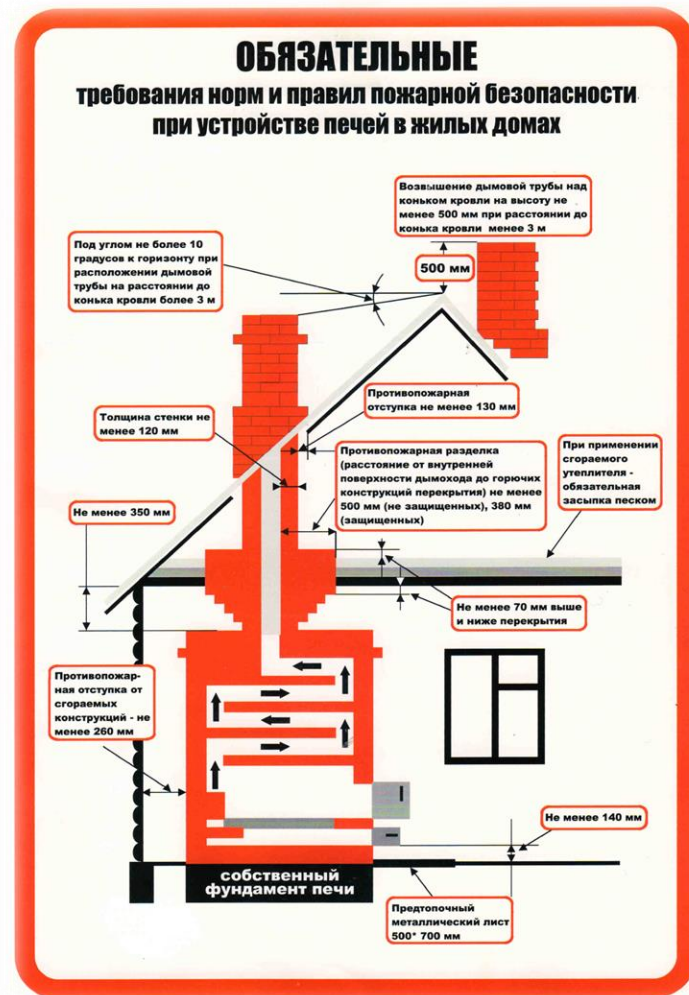 ОБЯЗАТЕЛЬНЫЕ
требования норм и правил пожарной безопасности
при устройстве печей в жилых домах
Возвышение дымовой трубы над
коньком кровли на высоту не
менее 500 мм при расстоянии до
конька кровли менее 3 м
Под углом не более 10
градусов к горизонту при
расположении дымовой
трубы на расстоянии до
конька кровли более 3 м
500 мм
Противопожарная
отступка не менее 130 мм
Толщина стенки не
менее 120 мм
Противопожарная разделка
(расстояние от внутренней
поверхности дымохода до горючих
конструкций перекрытия) не менее
500 мм (не защищенных), 380 мм
(защищенных)
При применении
сгораемого
утеплителя -
обязательная
засыпка песком
Не менее 350 мм
Не менее 70 мм выше
и ниже перекрытия
Противопожар-
ная отступка от
сгораемых
конструкций - не
менее 260 мм
Не менее 140 мм
собственный
фундамент печи
Предтопочный
металлический лист
500* 700 мм